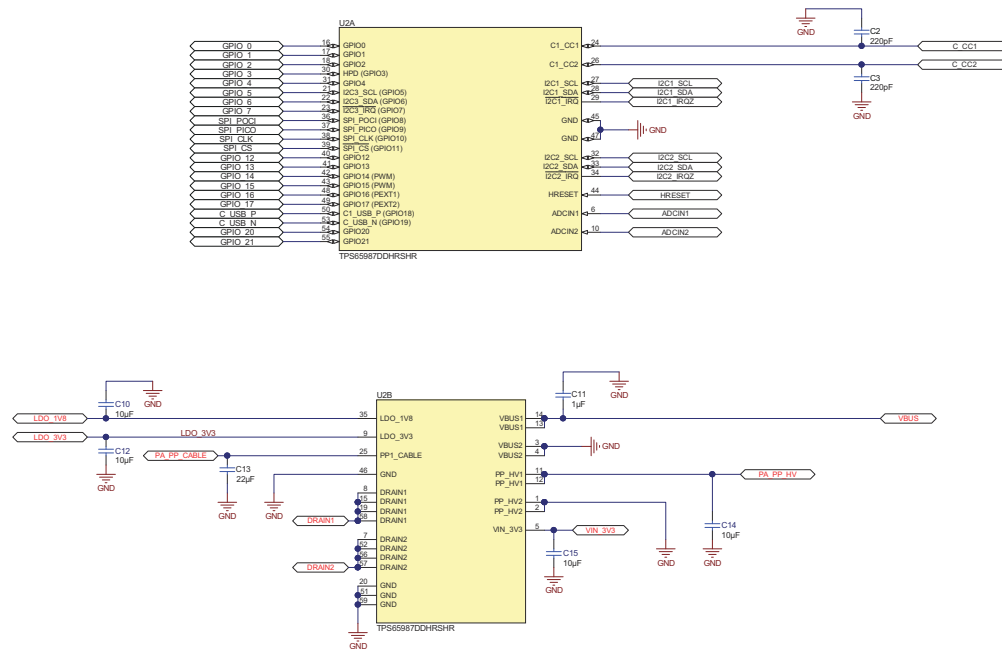 U2A
GND
C2
220pF
GPIO_0 16 GPIO0 C1_CC1 24 C_CC1
GPIO_1 17 GPIO1
GPIO_2 18 GPIO2 C1_CC2 26 C_CC2
GPIO_3 30 HPD (GPIO3)
C3
220pF
GND
GPIO_4 31 GPIO4 I2C1_SCL 27 I2C1_SCL
GPIO_5 21 I2C3_SCL (GPIO5) I2C1_SDA 28 I2C1_SDA
GPIO_6 22 I2C3_SDA (GPIO6) I2C1_IRQ 29 I2C1_IRQZ
GPIO_7 23 I2C3_IRQ (GPIO7)
SPI_POCI 36 SPI_POCI (GPIO8) GND 45
SPI_PICO 37 SPI_PICO (GPIO9) GND
SPI_CLK 38 SPI_CLK (GPIO10) GND 47
SPI_CS 39 SPI_CS (GPIO11)
GPIO_12 40 GPIO12 I2C2_SCL 32 I2C2_SCL
GPIO_13 41 GPIO13 I2C2_SDA 33 I2C2_SDA
GPIO_14 42 GPIO14 (PWM) I2C2_IRQ 34 I2C2_IRQZ
GPIO_15 43 GPIO15 (PWM)
GPIO_16 48 GPIO16 (PEXT1) HRESET 44 HRESET
GPIO_17 49 GPIO17 (PEXT2)
C_USB_P 50 C1_USB_P (GPIO18) ADCIN1 6 ADCIN1
C_USB_N 53 C_USB_N (GPIO19)
GPIO_20 54 GPIO20 ADCIN2 10 ADCIN2
GPIO_21 55 GPIO21
TPS65987DDHRSHR
U2B
GND
C10
10µF
GND
C11
1µF
LDO_1V8 35 LDO_1V8 VBUS1 14 VBUS
VBUS1 13
LDO_3V3 LDO_3V3 9 LDO_3V3
C12
10µF
GND
VBUS2 3 GND
PA_PP_CABLE 25 PP1_CABLE VBUS2 4
C13
22µF
GND
46 GND PP_HV1 11 PA_PP_HV
GND
PP_HV1 12
8 DRAIN1
15 DRAIN1 PP_HV2 1
19 DRAIN1 PP_HV2 2
DRAIN1 58 DRAIN1
VIN_3V3 5 VIN_3V3
C14
10µF
GND
GND
7 DRAIN2
52 DRAIN2
56 DRAIN2
DRAIN2 57 DRAIN2
C15
10µF
GND
20 GND
51 GND
59 GND
GND
TPS65987DDHRSHR